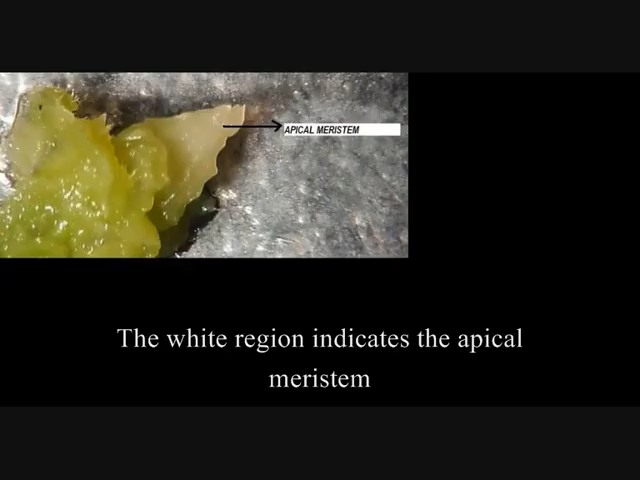 APICAL MERISTEM
The white region indicates the apical
meristem